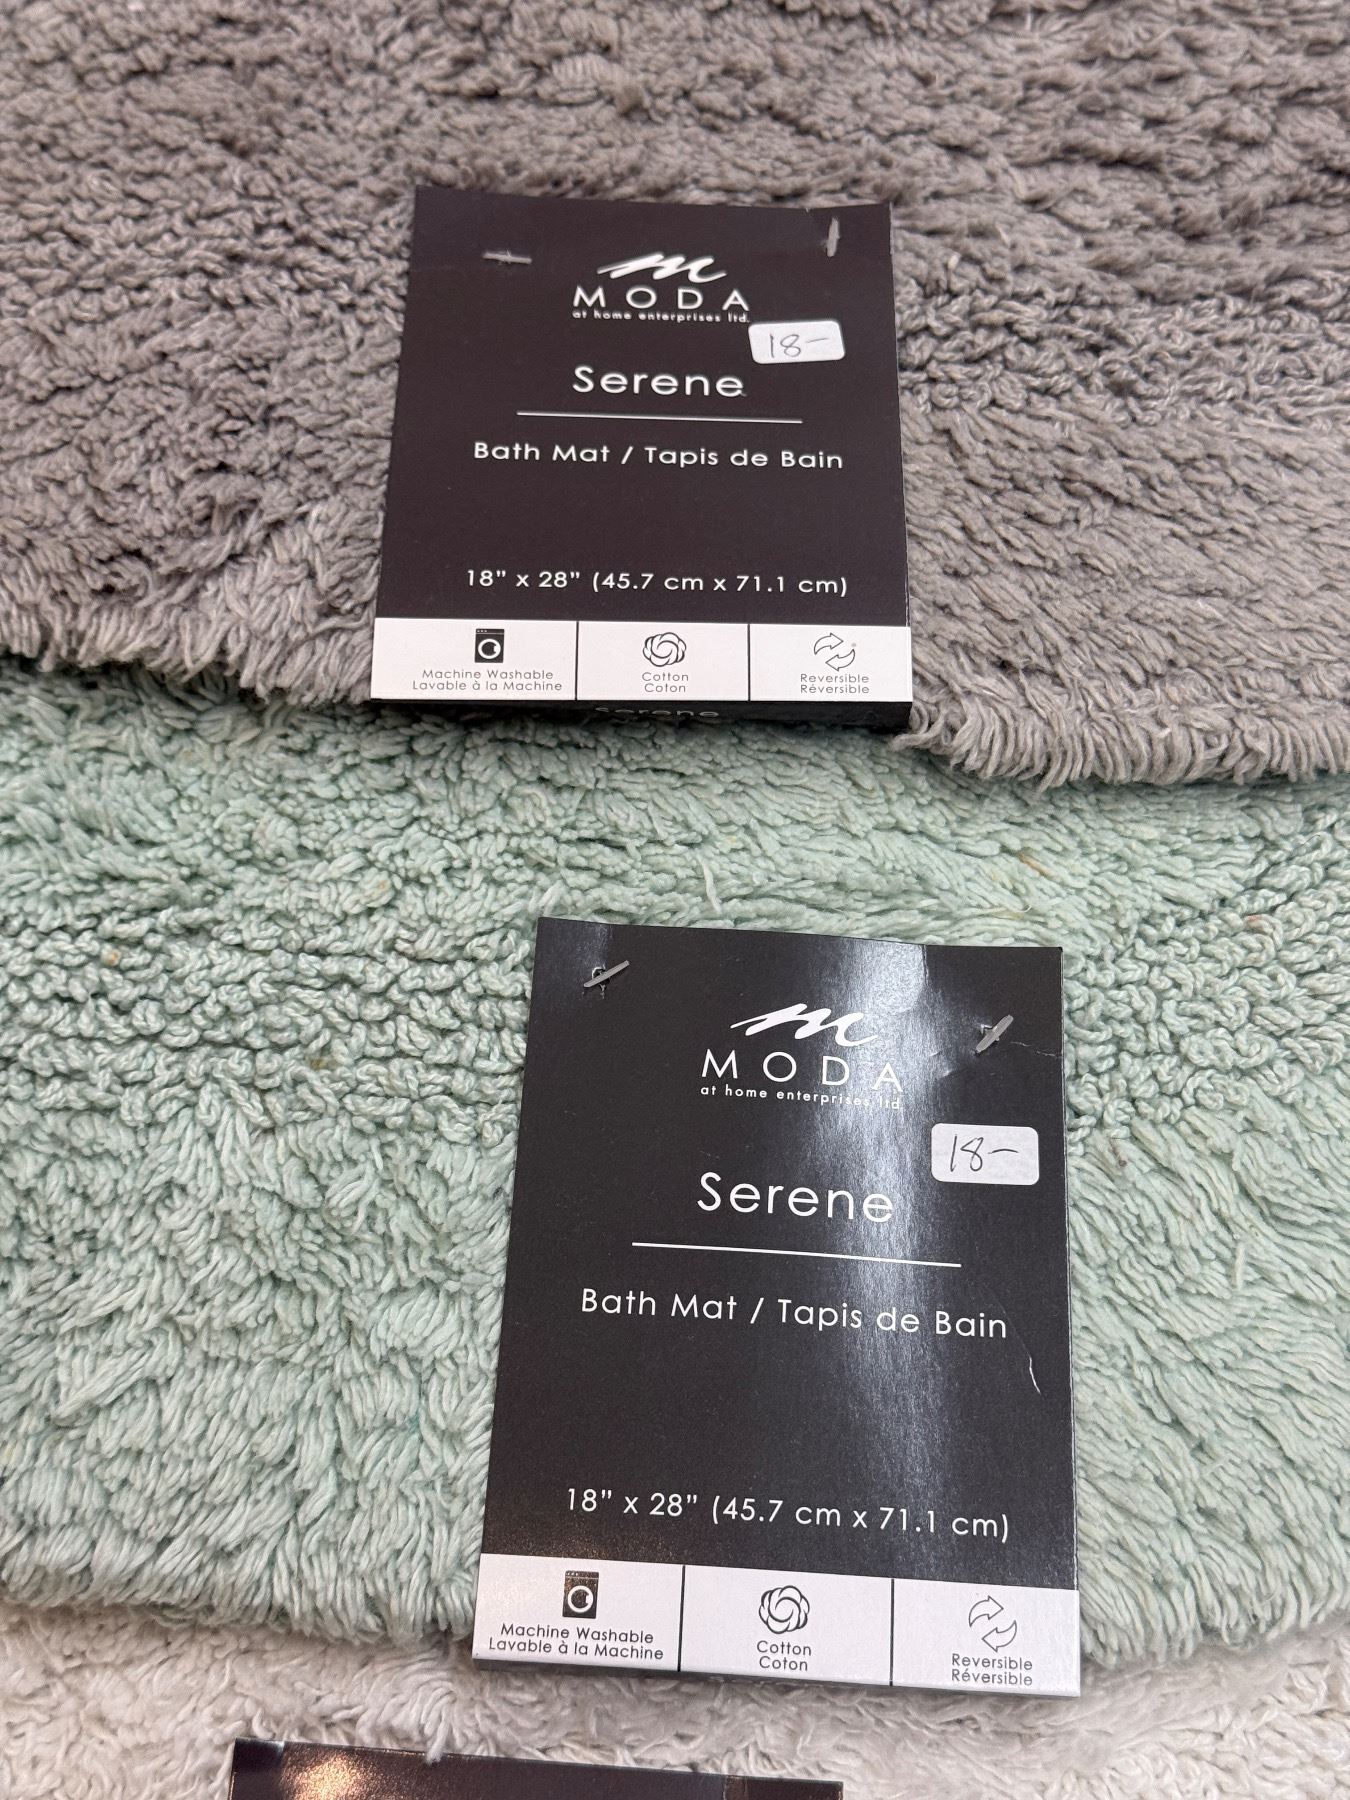 m
MODA
at home enterprises ltd.
18-
Serene
Bath Mat / Tapis de Bain
18" x 28" (45.7 cm x 71.1 cm)
Machine Washable
Lavable à la Machine
Cotton
Coton
Reversible
Réversible
Serene
m
MODA
at home enterprises ltd.
18-
Serene
Bath Mat / Tapis de Bain
18" x 28" (45.7 cm x 71.1 cm)
Machine Washable
Lavable à la Machine
Cotton
Coton
Reversible
Réversible